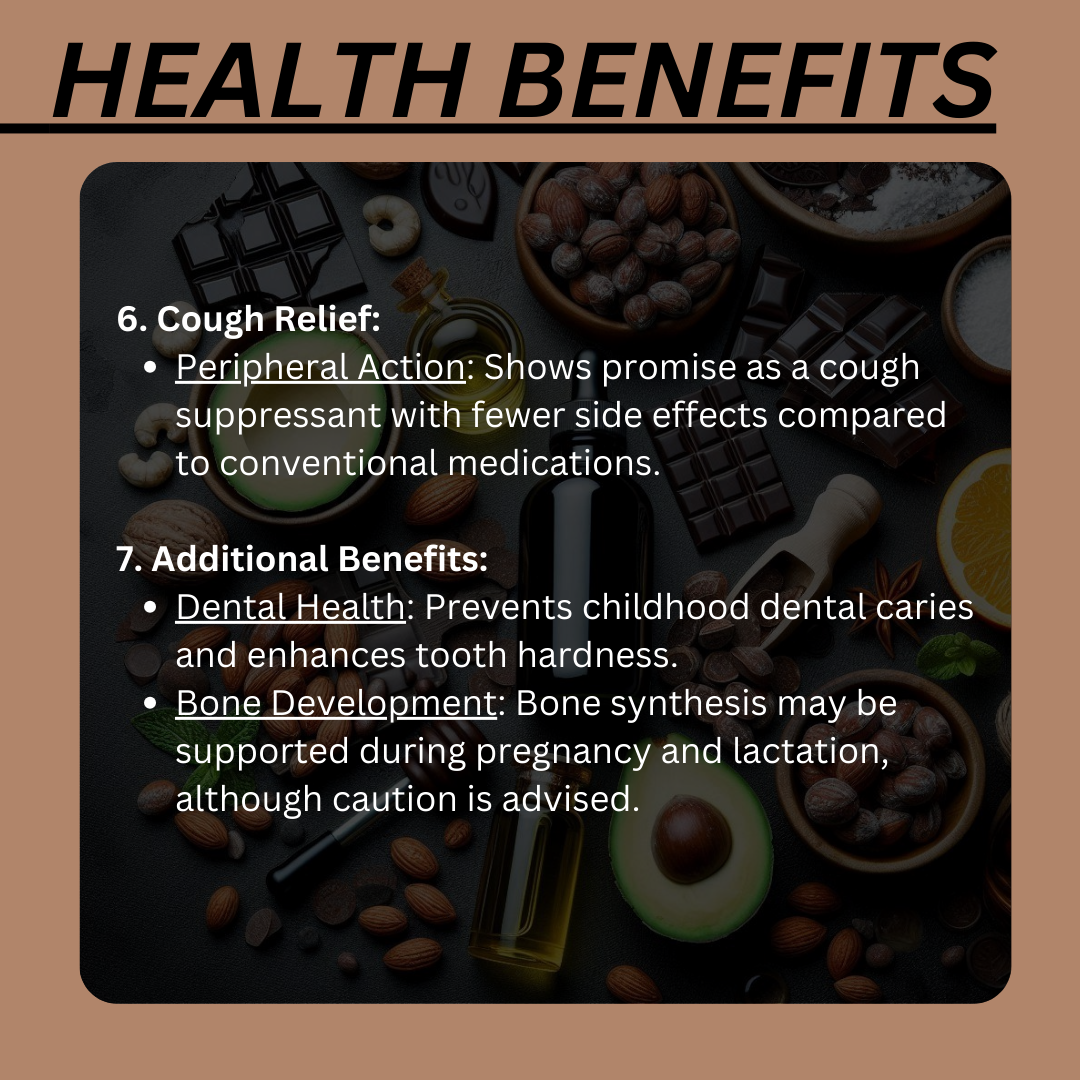 HEALTH BENEFITS
6. Cough Relief:
• Peripheral Action: Shows promise as a cough
suppressant with fewer side effects compared
to conventional medications.
7. Additional Benefits:
• Dental Health: Prevents childhood dental caries
and enhances tooth hardness.
• Bone Development: Bone synthesis may be
supported during pregnancy and lactation,
although caution is advised.